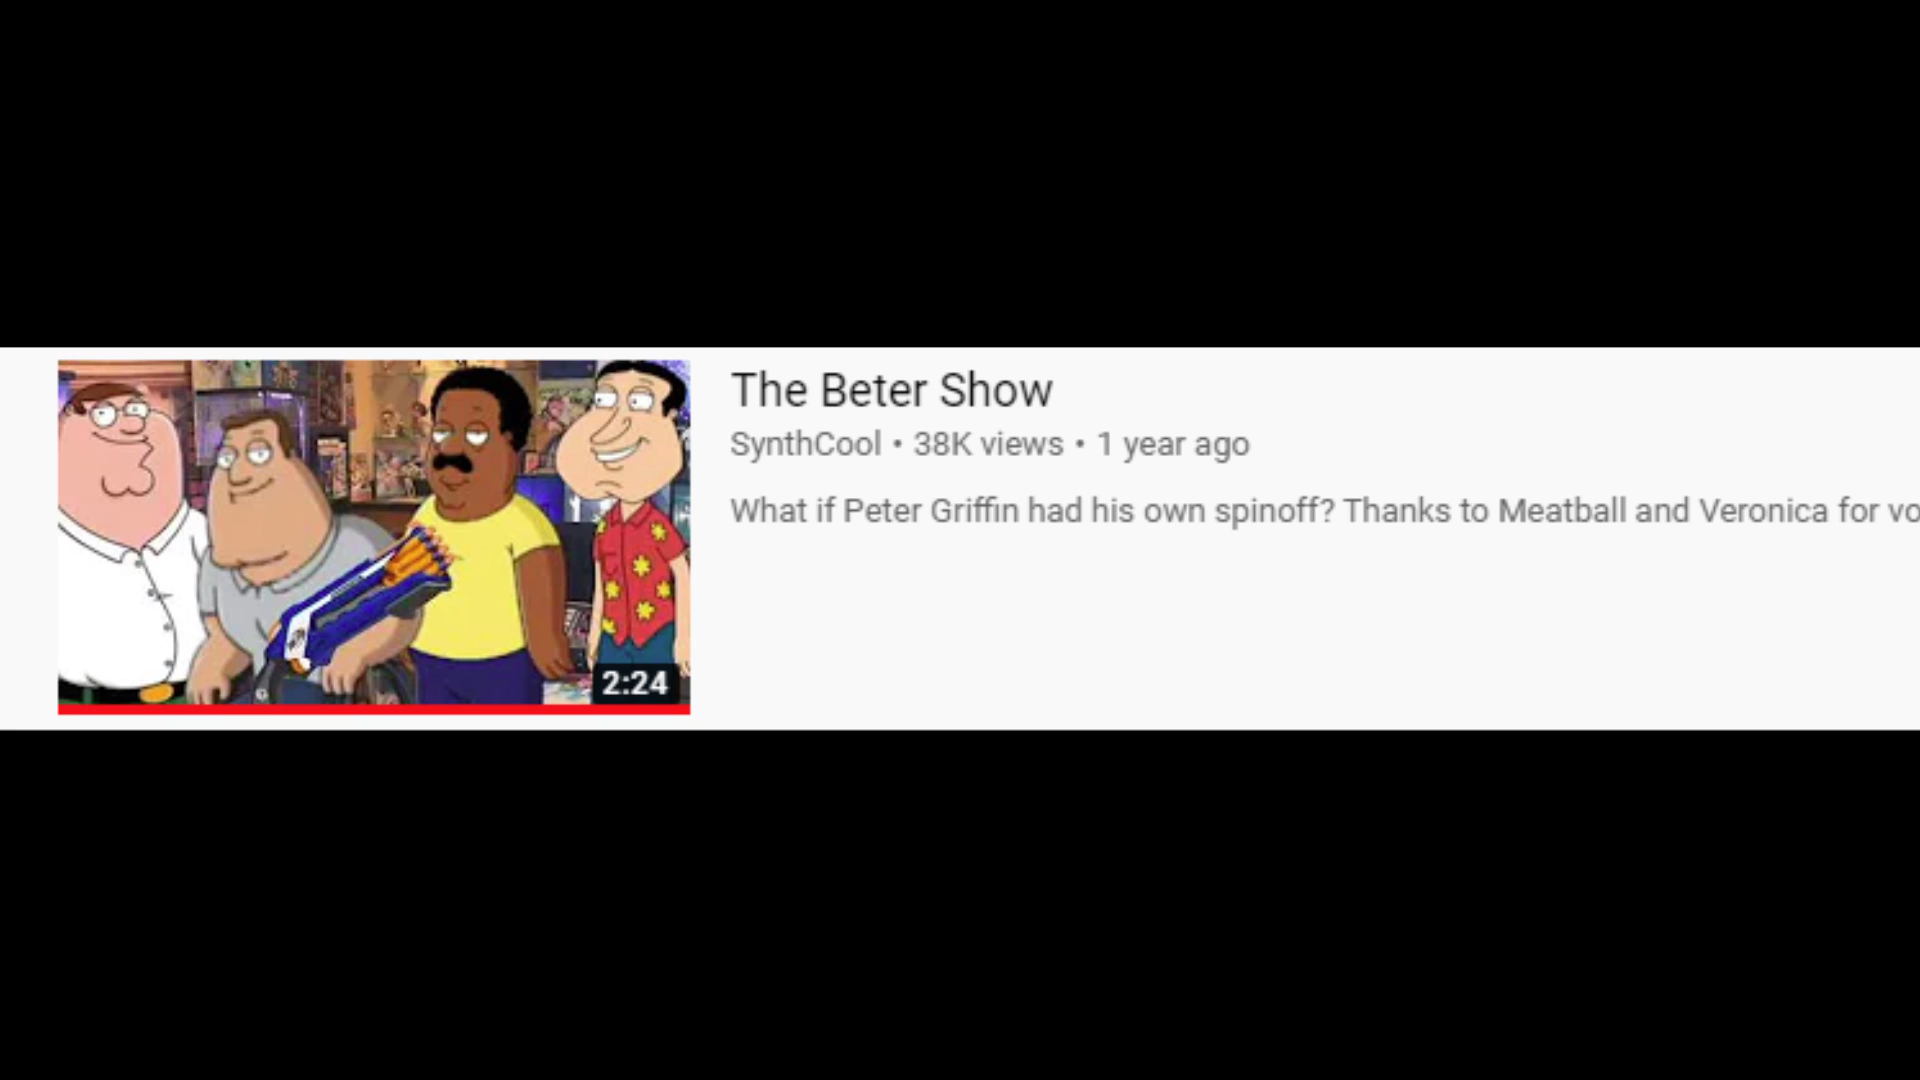 The Beter Show
SynthCool • 38K views • 1 year ago
What if Peter Griffin had his own spinoff? Thanks to Meatball and Veronica for vo
2:24